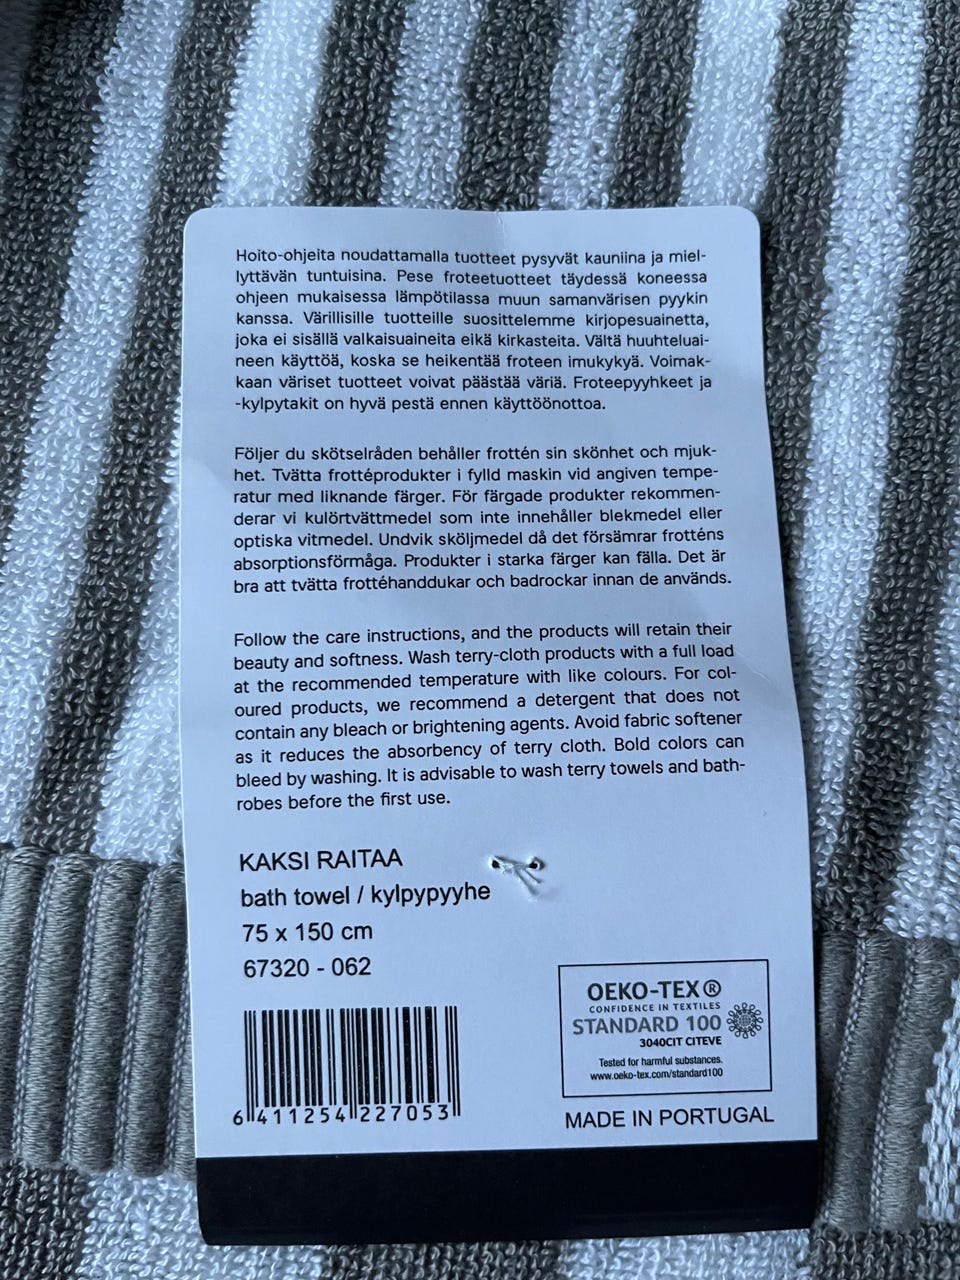 Hoito-ohjeita noudattamalla tuotteet pysyvät kauniina ja miel-
lyttävän tuntuisina. Pese froteetuotteet täydessä koneessa
ohjeen mukaisessa lämpötilassa muun samanvärisen pyykin
kanssa. Värillisille tuotteille suosittelemme kirjopesuainetta,
joka ei sisällä valkaisuaineita eikä kirkasteita. Vältä huuhteluai-
neen käyttöä, koska se heikentää froteen imukykyä. Voimak-
kaan väriset tuotteet voivat päästää väriä. Froteepyyhkeet ja
-kylpytakit on hyvä pestä ennen käyttöönottoa.
Följer du skötselråden behåller frottén sin skönhet och mjuk-
het. Tvätta frottéprodukter i fylld maskin vid angiven tempe-
ratur med liknande färger. För färgade produkter rekommen-
derar vi kulörtvättmedel som inte innehåller blekmedel eller
optiska vitmedel. Undvik sköljmedel då det försämrar frotténs
absorptionsförmåga. Produkter i starka färger kan fälla. Det är
bra att tvätta frottéhanddukar och badrockar innan de används.
Follow the care instructions, and the products will retain their
beauty and softness. Wash terry-cloth products with a full load
at the recommended temperature with like colours. For col-
oured products, we recommend a detergent that does not
contain any bleach or brightening agents. Avoid fabric softener
as it reduces the absorbency of terry cloth. Bold colors can
bleed by washing. It is advisable to wash terry towels and bath-
robes before the first use.
KAKSI RAITAA
bath towel / kylpypyyhe
75 x 150 cm
67320 - 062
6 411254 227053
OEKO-TEX®
CONFIDENCE IN TEXTILES
STANDARD 100
3040CIT CITEVE
Tested for harmful substances.
www.oeko-tex.com/standard100
MADE IN PORTUGAL